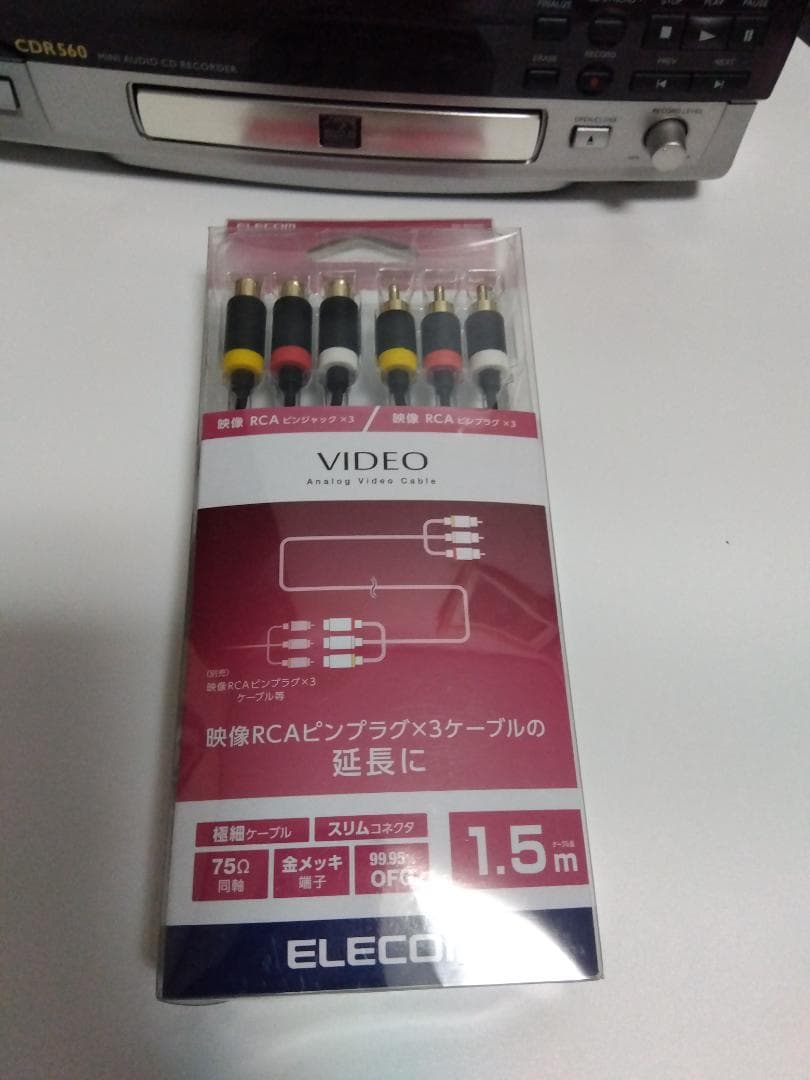 FINALIZE
STOP PLAY PAUSE
CDR560 MINI AUDIO CD RECORDER
ERASE RECORD PREV NEXT
OPEN/CLOSE RECORD LEVEL
ELECOM
映像 RCA ピンジャック×3 / 映像 RCA ピンプラグ×3
VIDEO
Analog Video Cable
(別売)
映像RCAピンプラグ×3
ケーブル等
映像RCAピンプラグ×3ケーブルの
延長に
極細ケーブル スリムコネクタ
75Ω 同軸
金メッキ 端子
99.95% OFC
ケーブル長
1.5m
ELECOM